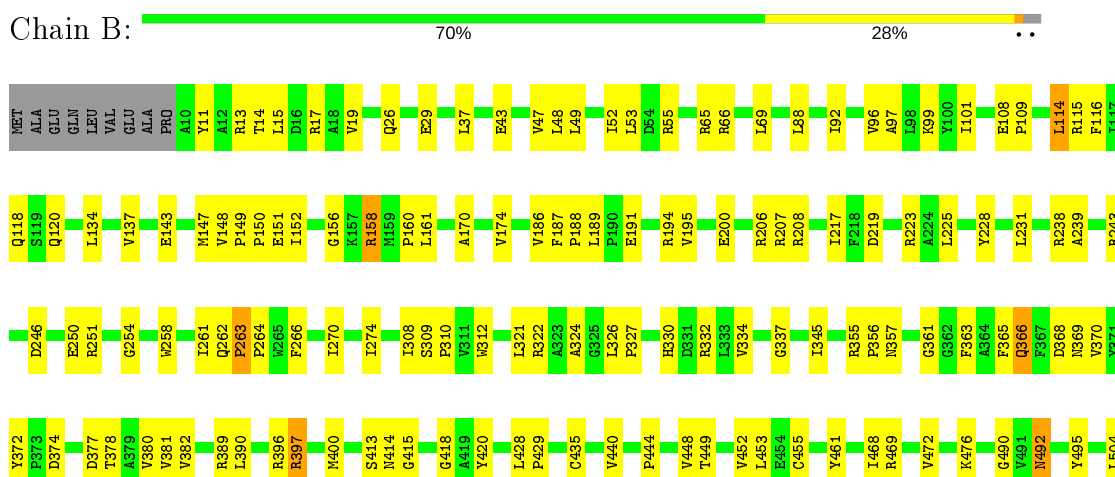 Chain B:
70% 28% • •
MET ALA GLU GLN LEU VAL GLU ALA PRO A10 Y11 A12 R13 T14 L15 D16 R17 A18 V19 Q26 E29 L37 E43 V47 L48 L49 I52 L53 D54 R55 R65 R66 L69 L88 I92 V96 A97 L98 K99 Y100 I101 E108 P109 L114 R115 F116 I117
Q118 S119 Q120 L134 V137 E143 M147 V148 P149 P150 E151 I152 G156 K157 R158 M159 P160 L161 A170 V174 V186 F187 P188 L189 P190 E191 R194 V195 E200 R206 R207 R208 I217 F218 D219 R223 A224 L225 Y228 L231 R238 A239
D246 E250 R251 G254 W258 I261 Q262 P263 P264 W265 F266 I270 I274 I308 S309 P310 V311 W312 L321 R322 A323 A324 G325 L326 P327 H330 D331 R332 L333 V334 G337 I345 R355 P356 N357 G361 G362 F363 A364 F365 Q366 F367 D368 N369 V370
Y372 P373 D374 D377 T378 A379 V380 V381 V382 R389 L390 R396 R397 M400 S413 N414 G415 G418 A419 Y420 L428 P429 C435 V440 P444 V448 T449 V452 L453 E454 C455 Y461 I468 R469 V472 K476 G490 V491 N492 Y495